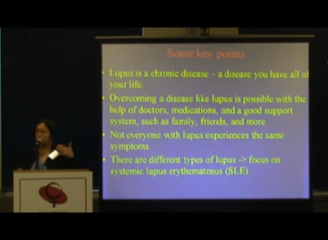 Some key points
• Lupus is a chronic disease – a disease you have all of
your life.
• Overcoming a disease like lupus is possible with the
help of doctors, medications, and a good support
system, such as family, friends, and more.
• Not everyone with lupus experiences the same
symptoms.
• There are different types of lupus -> focus on
systemic lupus erythematosus (SLE).